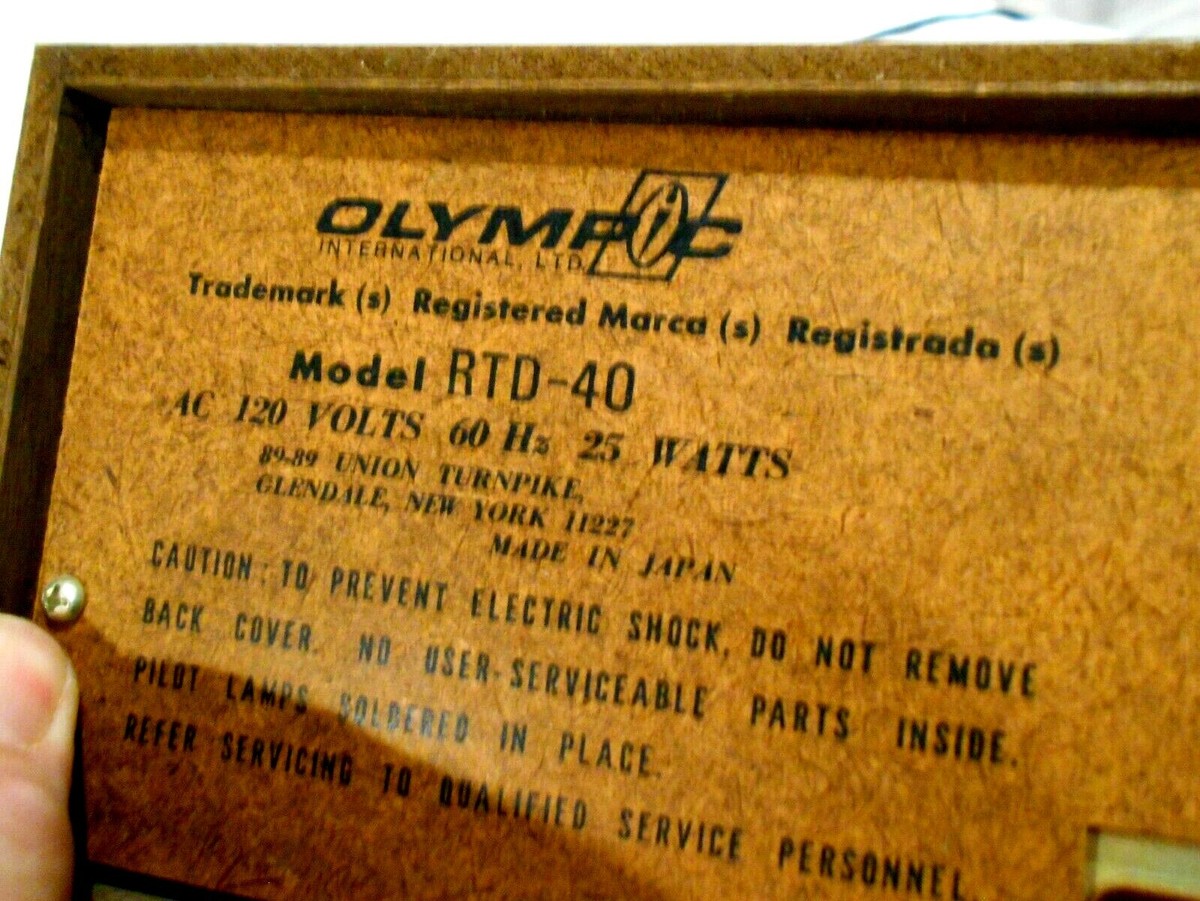 OLYMPiC
INTERNATIONAL, LTD.
Trademark (s) Registered Marca (s) Registrada (s)
Model RTD-40
AC 120 VOLTS 60 Hz 25 WATTS
89-89 UNION TURNPIKE,
GLENDALE, NEW YORK 11227
MADE IN JAPAN
CAUTION: TO PREVENT ELECTRIC SHOCK, DO NOT REMOVE
BACK COVER. NO USER-SERVICEABLE PARTS INSIDE.
PILOT LAMPS SOLDERED IN PLACE.
REFER SERVICING TO QUALIFIED SERVICE PERSONNEL.